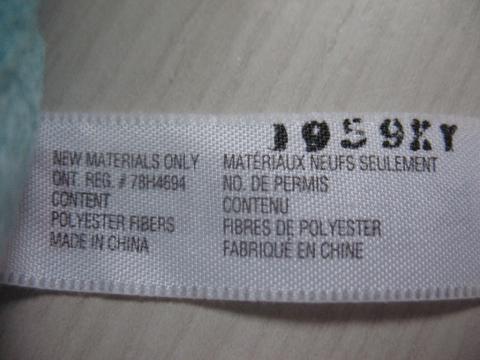 1959KY
NEW MATERIALS ONLY
ONT. REG. # 78H4694
CONTENT
POLYESTER FIBERS
MADE IN CHINA
MATÉRIAUX NEUFS SEULEMENT
NO. DE PERMIS
CONTENU
FIBRES DE POLYESTER
FABRIQUÉ EN CHINE